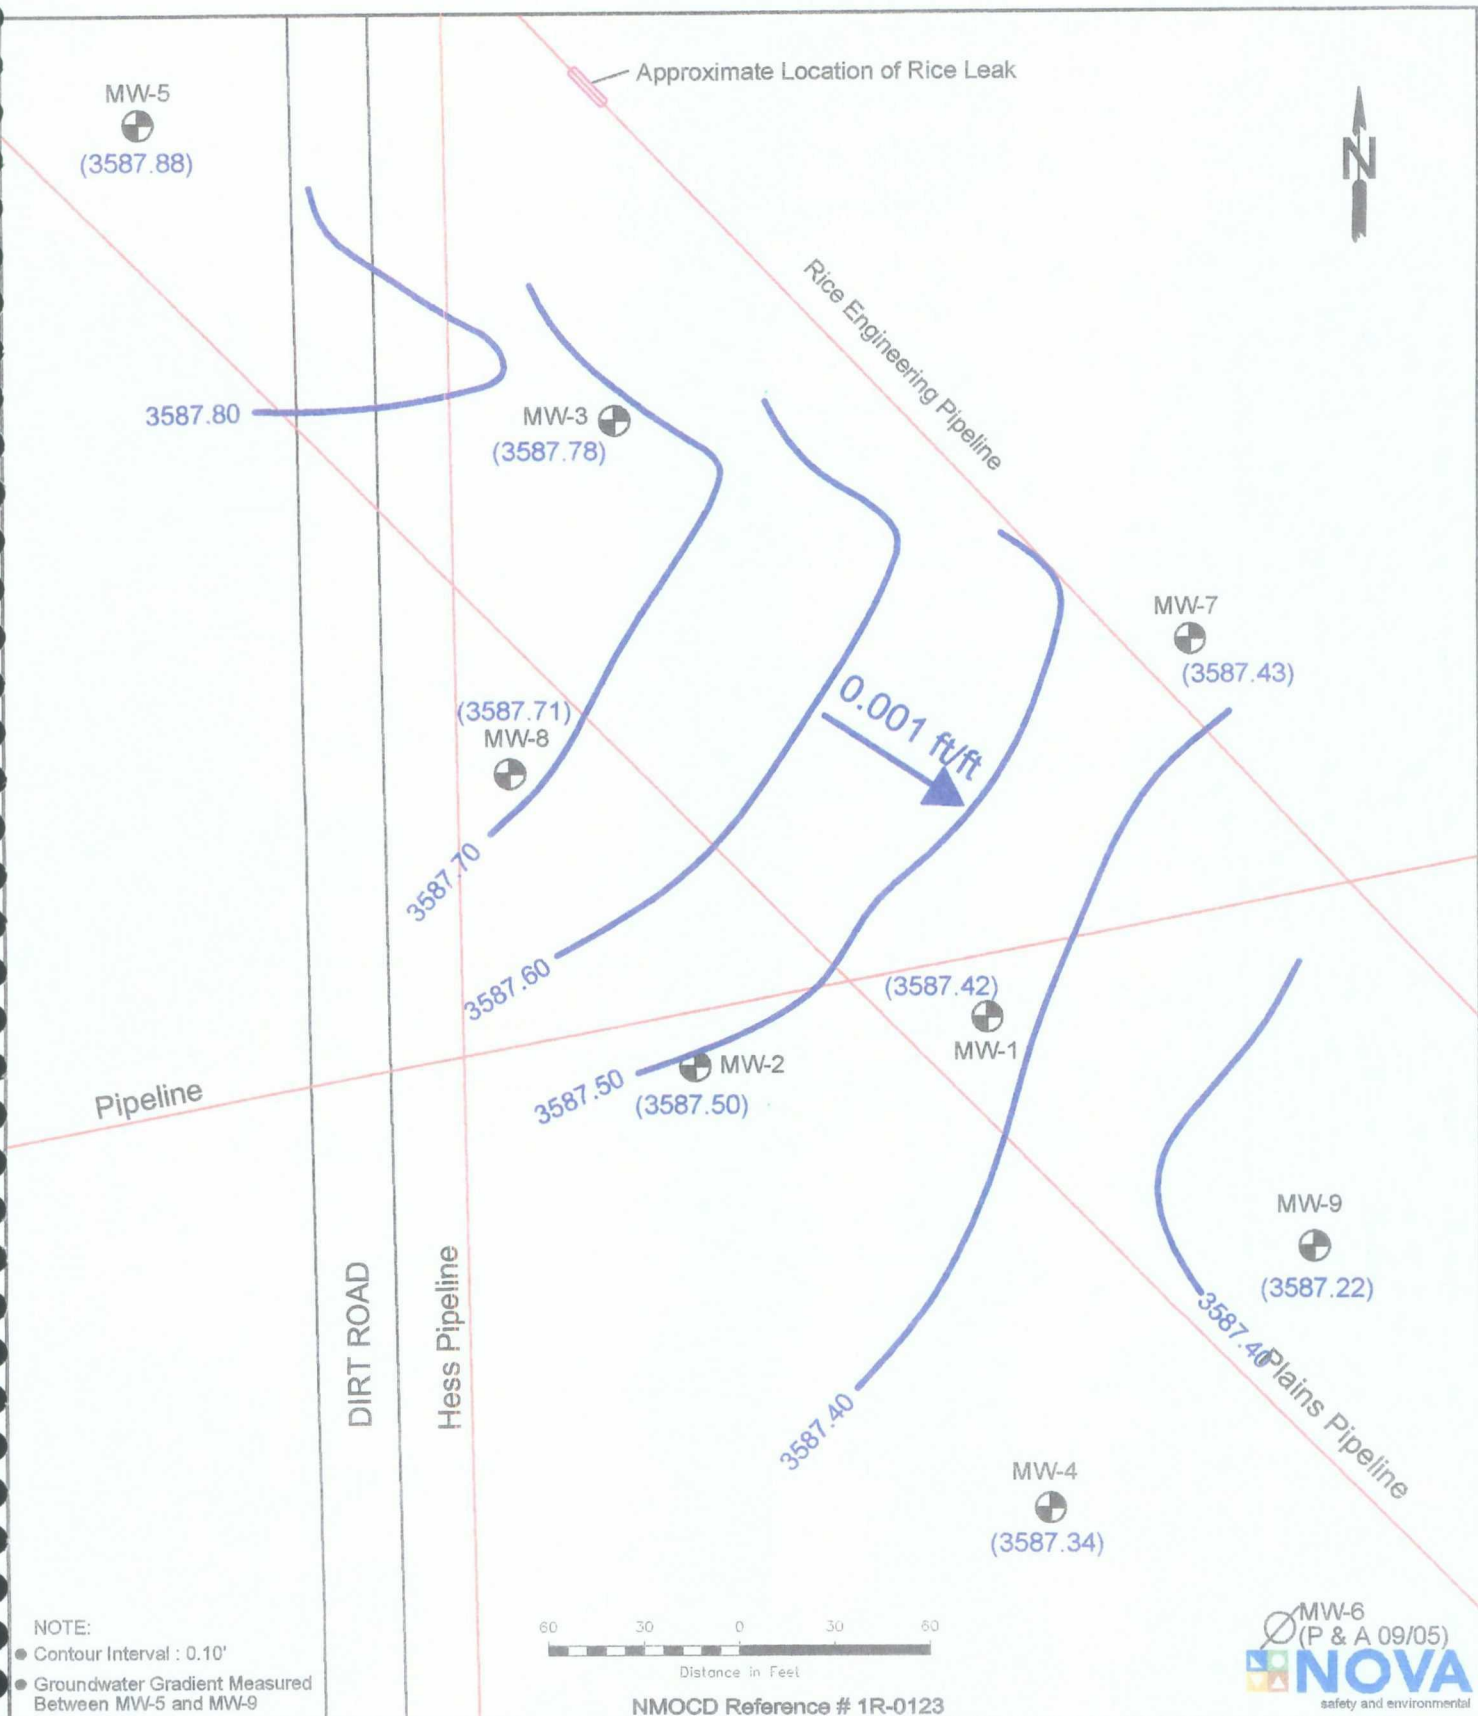 Approximate Location of Rice Leak
MW-5
(3587.88)
N
Rice Engineering Pipeline
3587.80
MW-3
(3587.78)
MW-7
(3587.43)
(3587.71)
MW-8
0.001 ft/ft
3587.70
3587.60
(3587.42)
MW-1
MW-2
3587.50
(3587.50)
Pipeline
MW-9
(3587.22)
3587.40
Plains Pipeline
DIRT ROAD
Hess Pipeline
3587.40
MW-4
(3587.34)
MW-6
(P & A 09/05)
NOTE:
Contour Interval : 0.10'
Groundwater Gradient Measured
Between MW-5 and MW-9
60 30 0 30 60
Distance in Feet
NMOCD Reference # 1R-0123
NOVA
safety and environmental